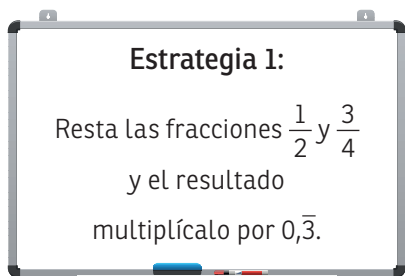 Estrategia 1:
Resta las fracciones 1/2 y 3/4
y el resultado
multiplícalo por 0,3̅.